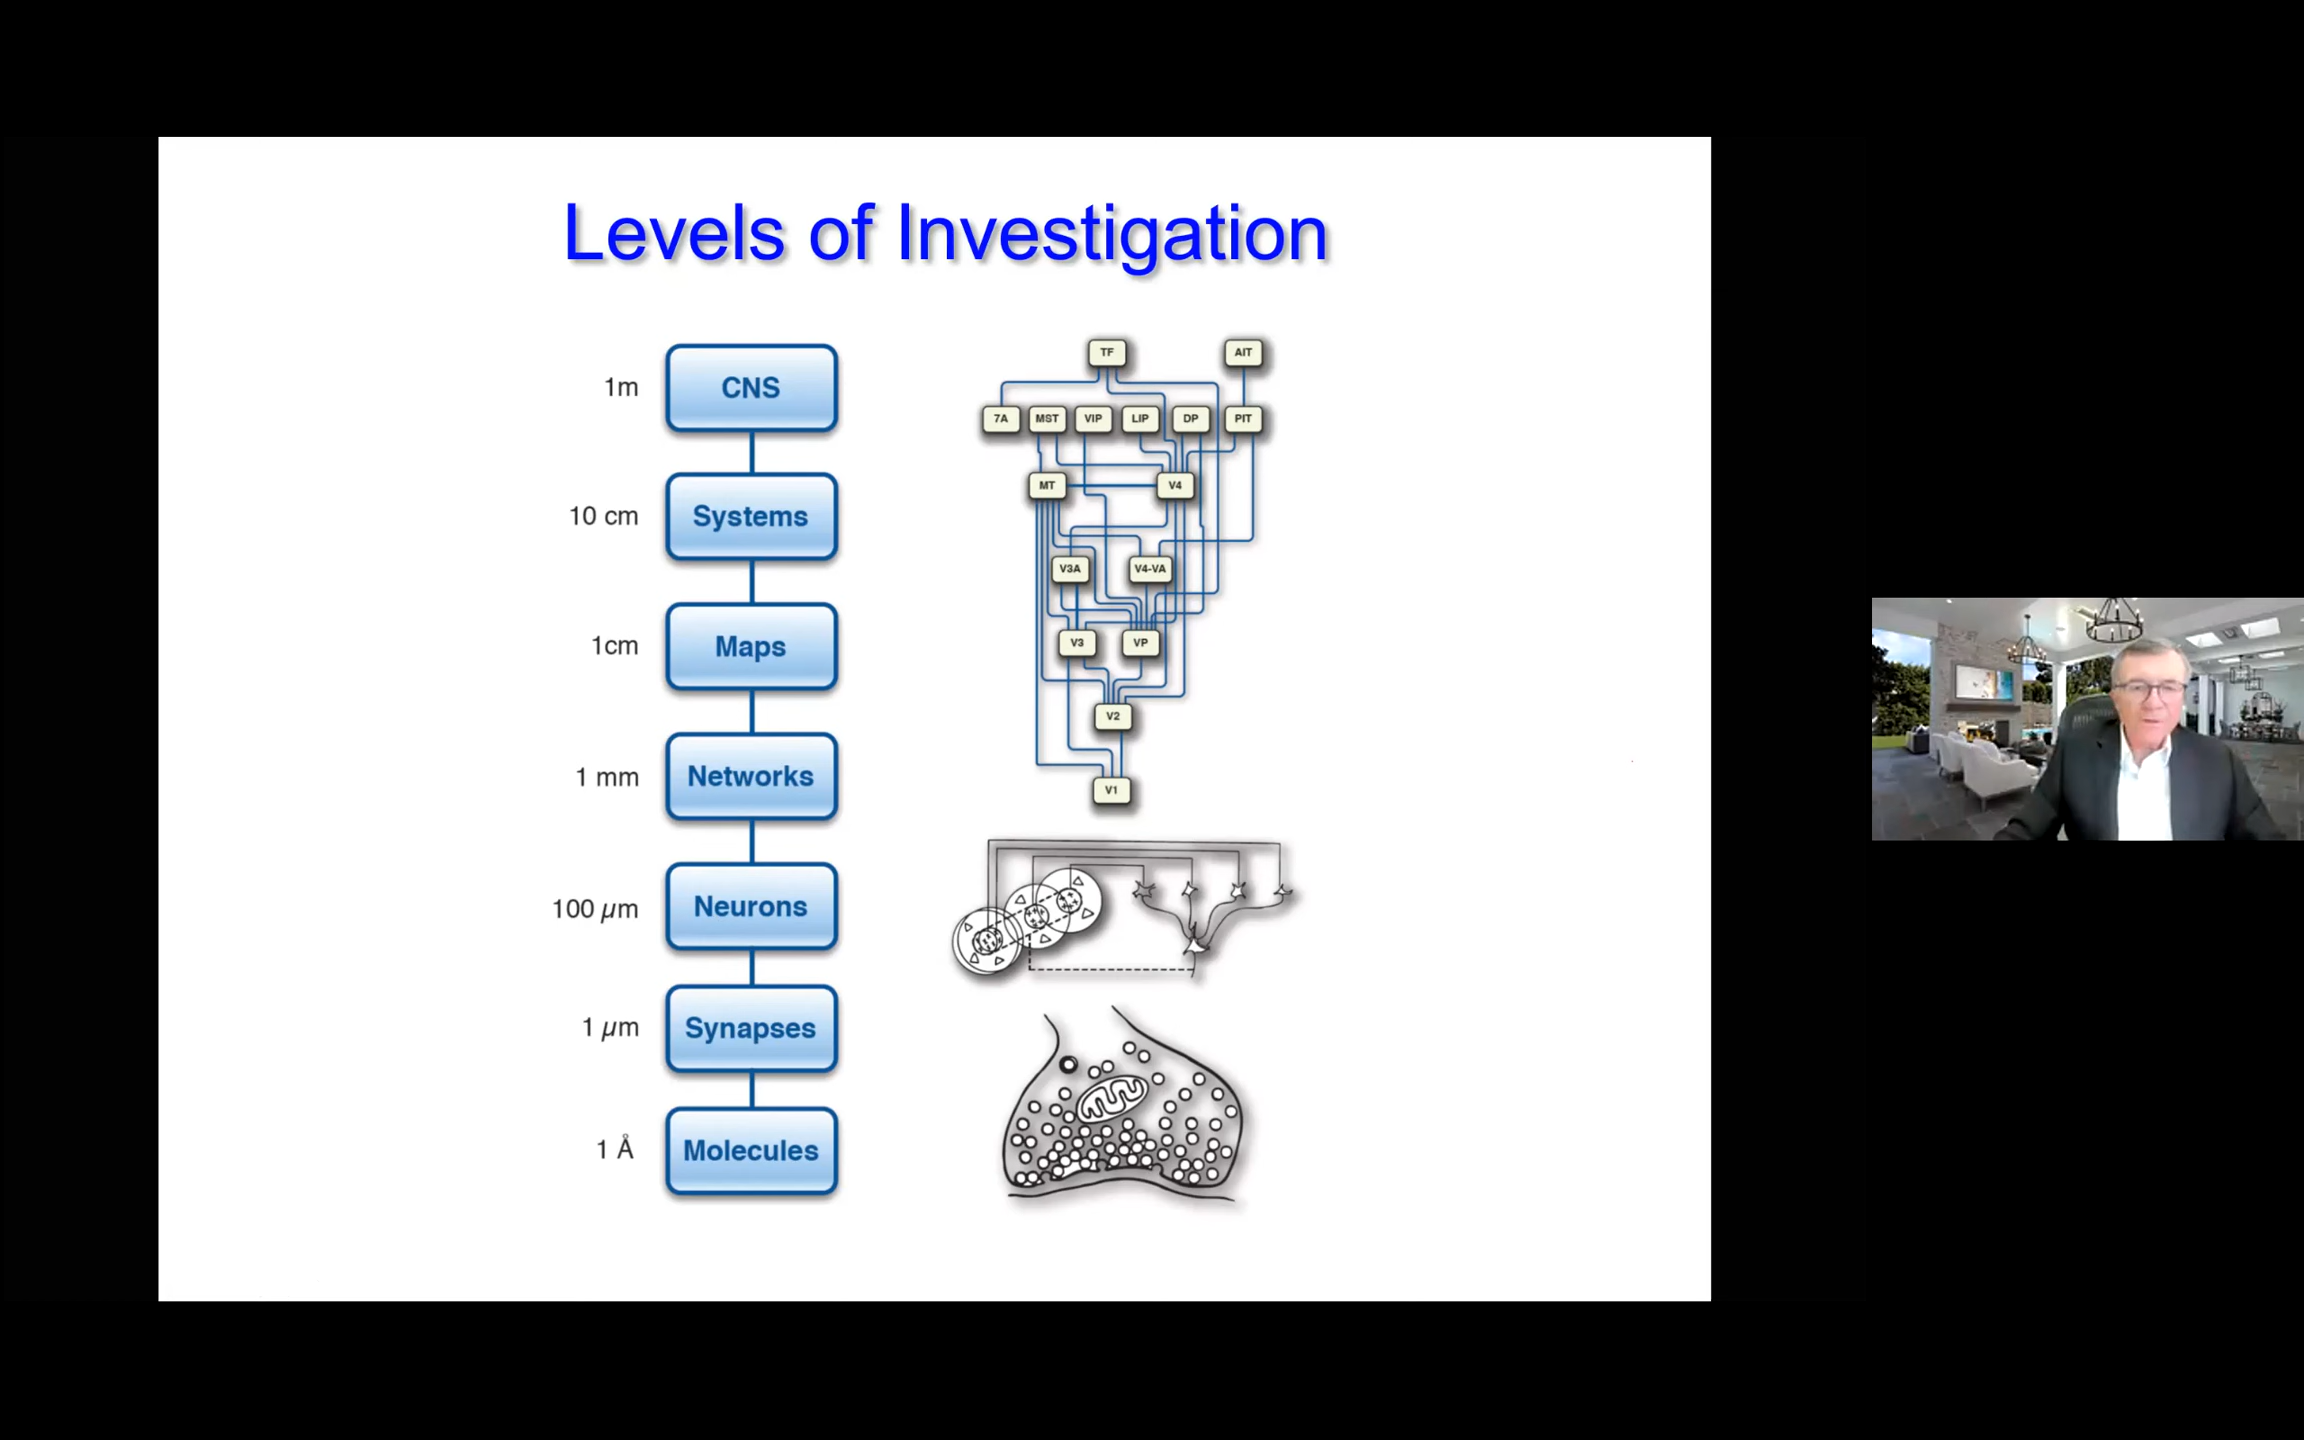 Levels of Investigation
1m
CNS
10 cm
Systems
1cm
Maps
1 mm
Networks
100 µm
Neurons
1 µm
Synapses
1 Å
Molecules
TF
AIT
7A
MST
VIP
LIP
DP
PIT
MT
V4
V3A
V4-VA
V3
VP
V2
V1